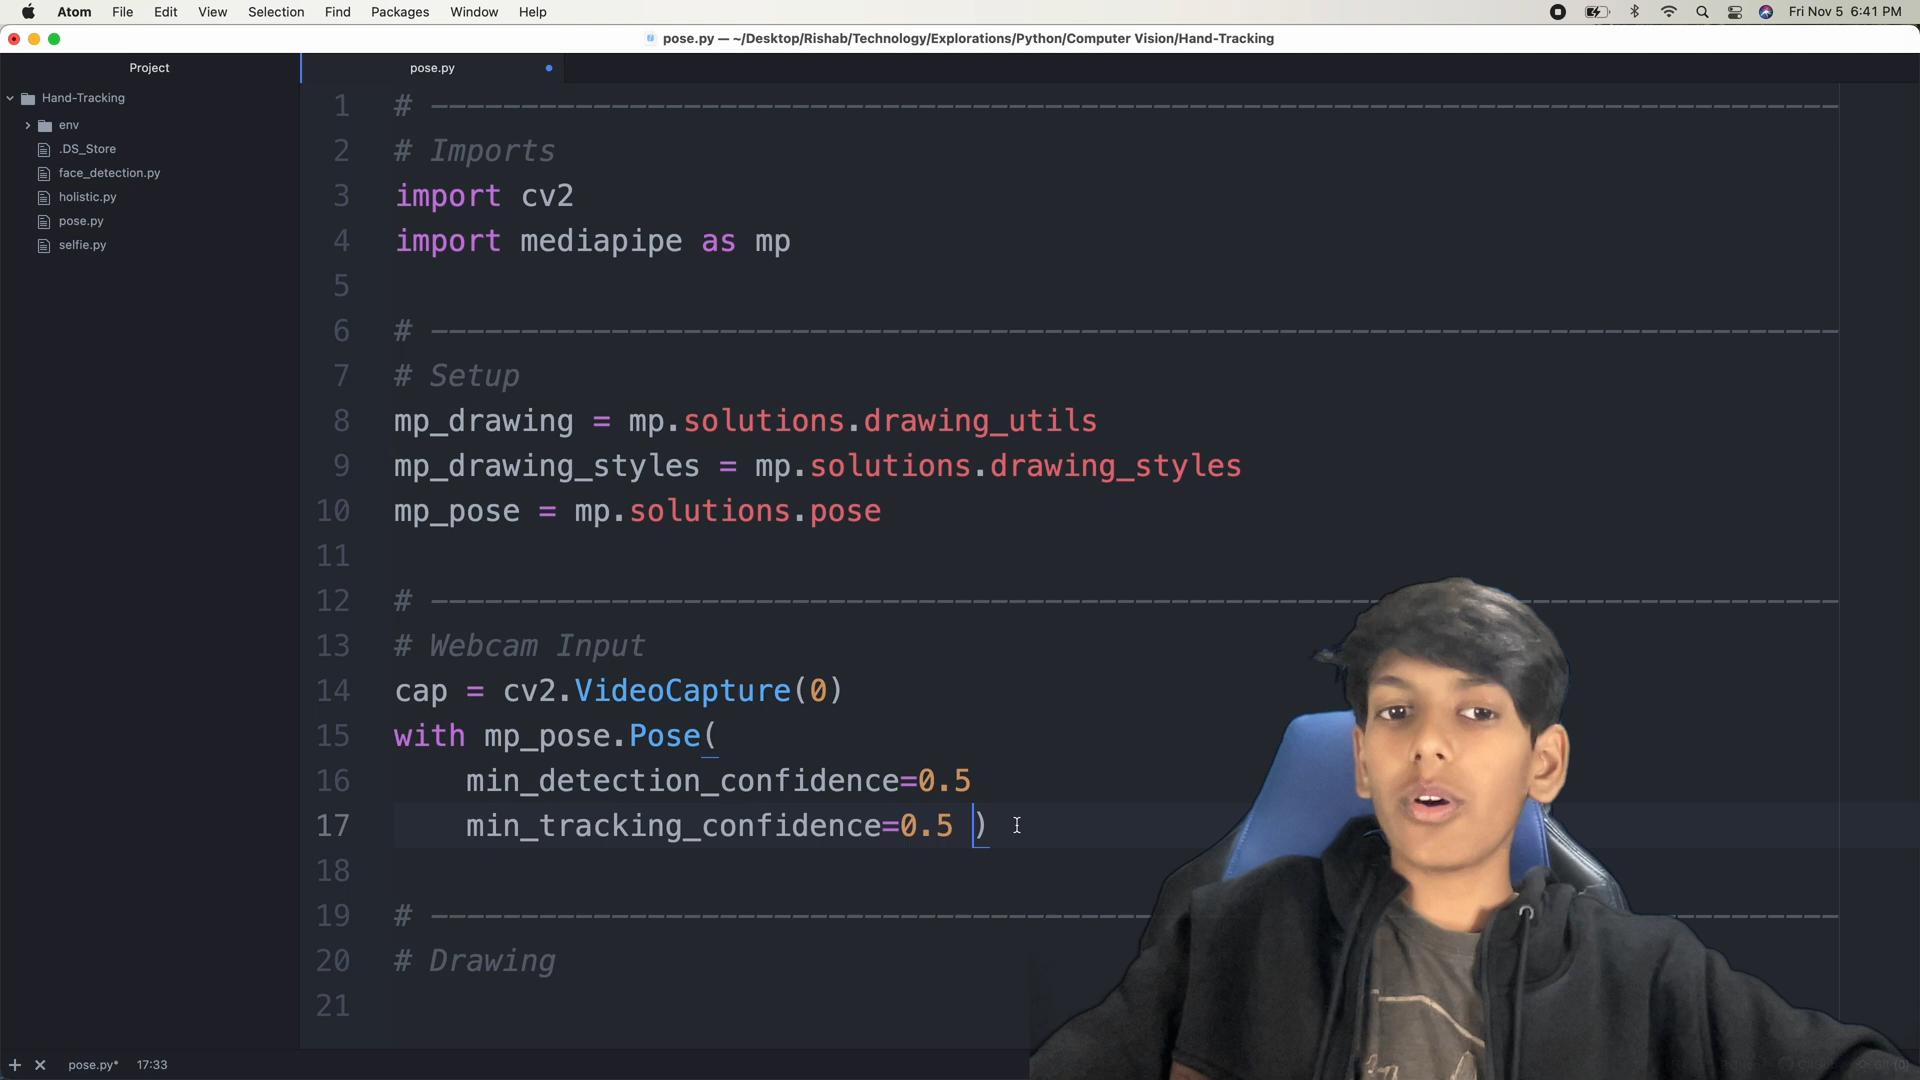 Atom File Edit View Selection Find Packages Window Help Fri Nov 5 6:41 PM
pose.py — ~/Desktop/Rishab/Technology/Explorations/Python/Computer Vision/Hand-Tracking
Project
pose.py
Hand-Tracking
env
.DS_Store
face_detection.py
holistic.py
pose.py
selfie.py
1 # ------------------------------------------------------------------------------
2 # Imports
3 import cv2
4 import mediapipe as mp
5
6 # ------------------------------------------------------------------------------
7 # Setup
8 mp_drawing = mp.solutions.drawing_utils
9 mp_drawing_styles = mp.solutions.drawing_styles
10 mp_pose = mp.solutions.pose
11
12 # ------------------------------------------------------------------------------
13 # Webcam Input
14 cap = cv2.VideoCapture(0)
15 with mp_pose.Pose(
16 min_detection_confidence=0.5
17 min_tracking_confidence=0.5 )
18
19 # ------------------------------------------------------------------------------
20 # Drawing
21
pose.py* 17:33